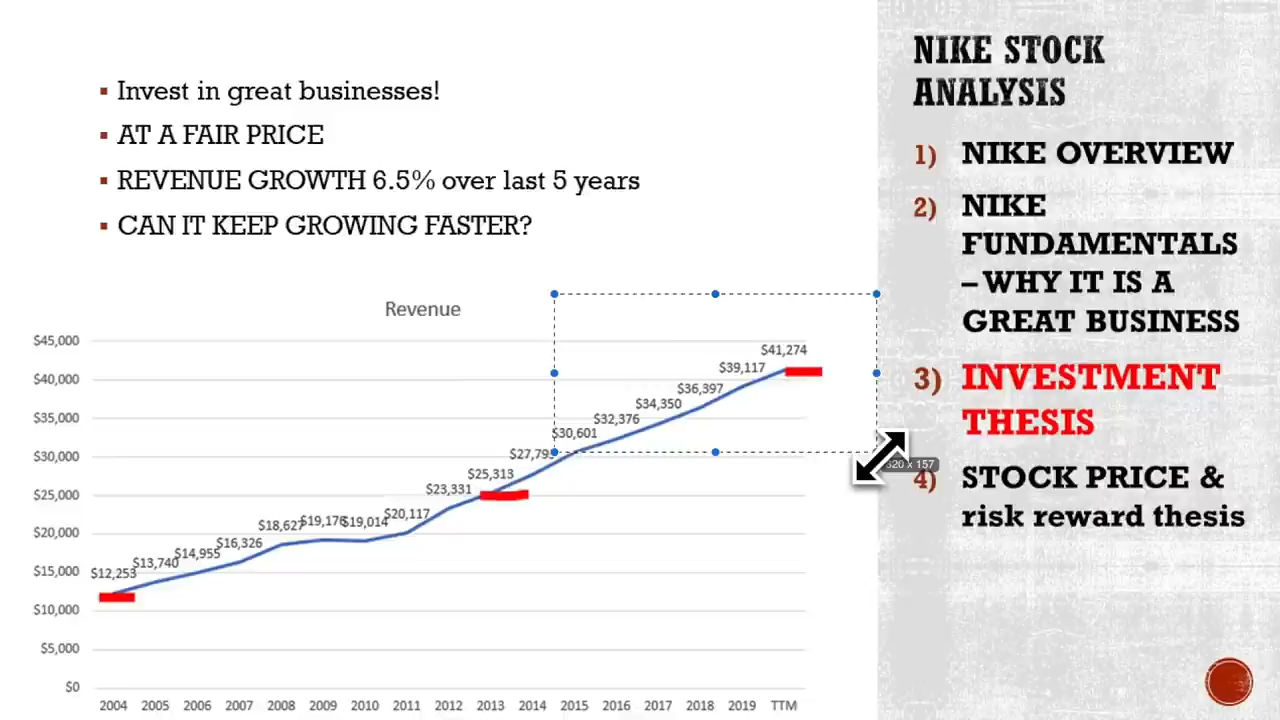 Invest in great businesses!
AT A FAIR PRICE
REVENUE GROWTH 6.5% over last 5 years
CAN IT KEEP GROWING FASTER?
Revenue
$45,000
$40,000
$35,000
$30,000
$25,000
$20,000
$15,000
$10,000
$5,000
$0
$12,253
$13,740
$14,955
$16,326
$18,627
$19,176
$19,014
$20,117
$23,331
$25,313
$30,601
$32,376
$34,350
$36,397
$39,117
$41,274
2004 2005 2006 2007 2008 2009 2010 2011 2012 2013 2014 2015 2016 2017 2018 2019 TTM
NIKE STOCK
ANALYSIS
1) NIKE OVERVIEW
2) NIKE
FUNDAMENTALS
– WHY IT IS A
GREAT BUSINESS
3) INVESTMENT
THESIS
4) STOCK PRICE &
risk reward thesis
320 x 157